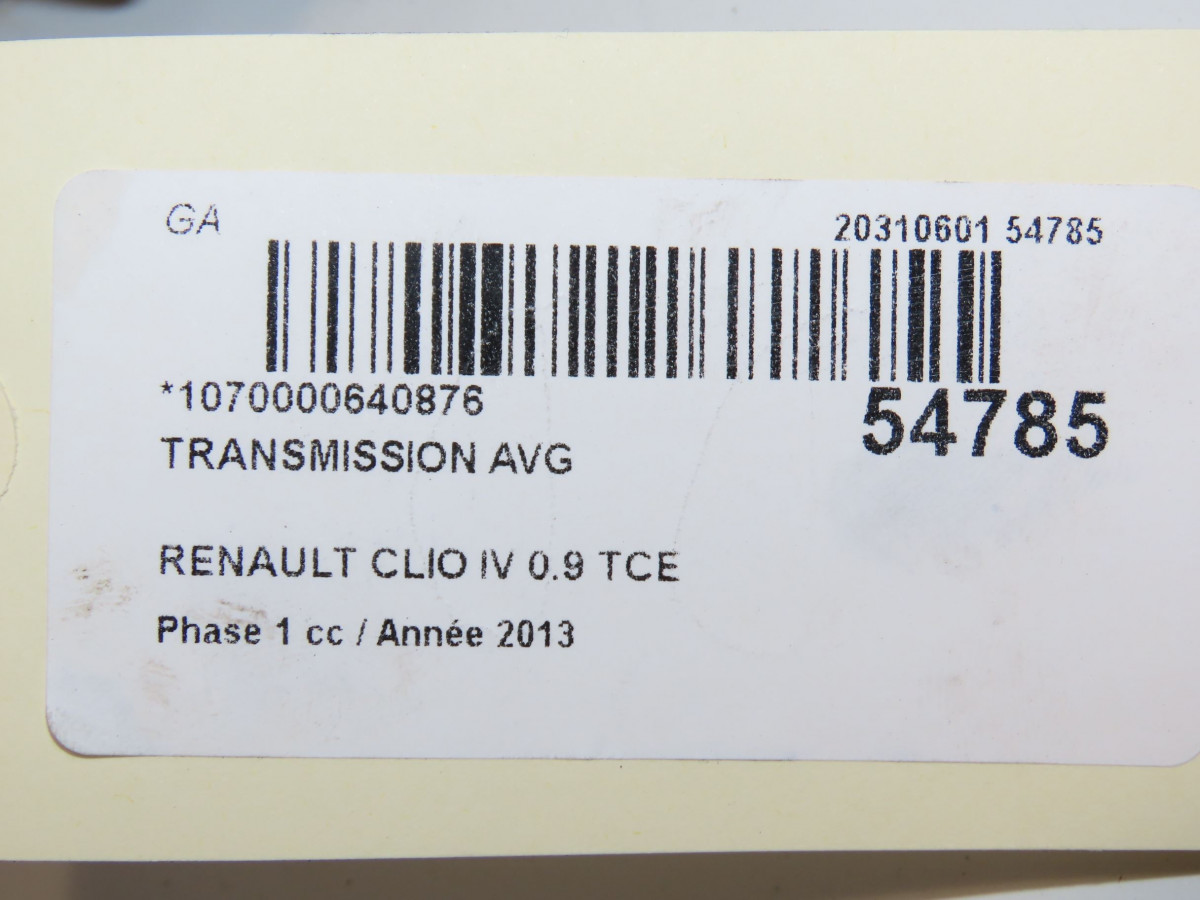 GA
20310601 54785
*1070000640876
54785
TRANSMISSION AVG
RENAULT CLIO IV 0.9 TCE
Phase 1 cc / Année 2013